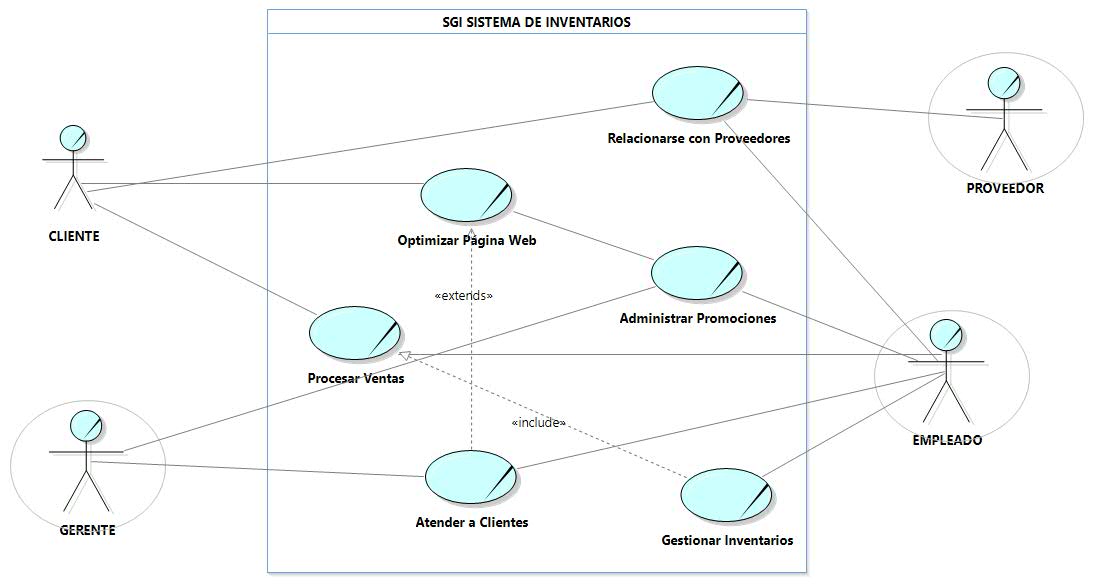 SGI SISTEMA DE INVENTARIOS
Relacionarse con Proveedores
PROVEEDOR
CLIENTE
Optimizar Página Web
«extends»
Administrar Promociones
Procesar Ventas
«include»
EMPLEADO
GERENTE
Atender a Clientes
Gestionar Inventarios